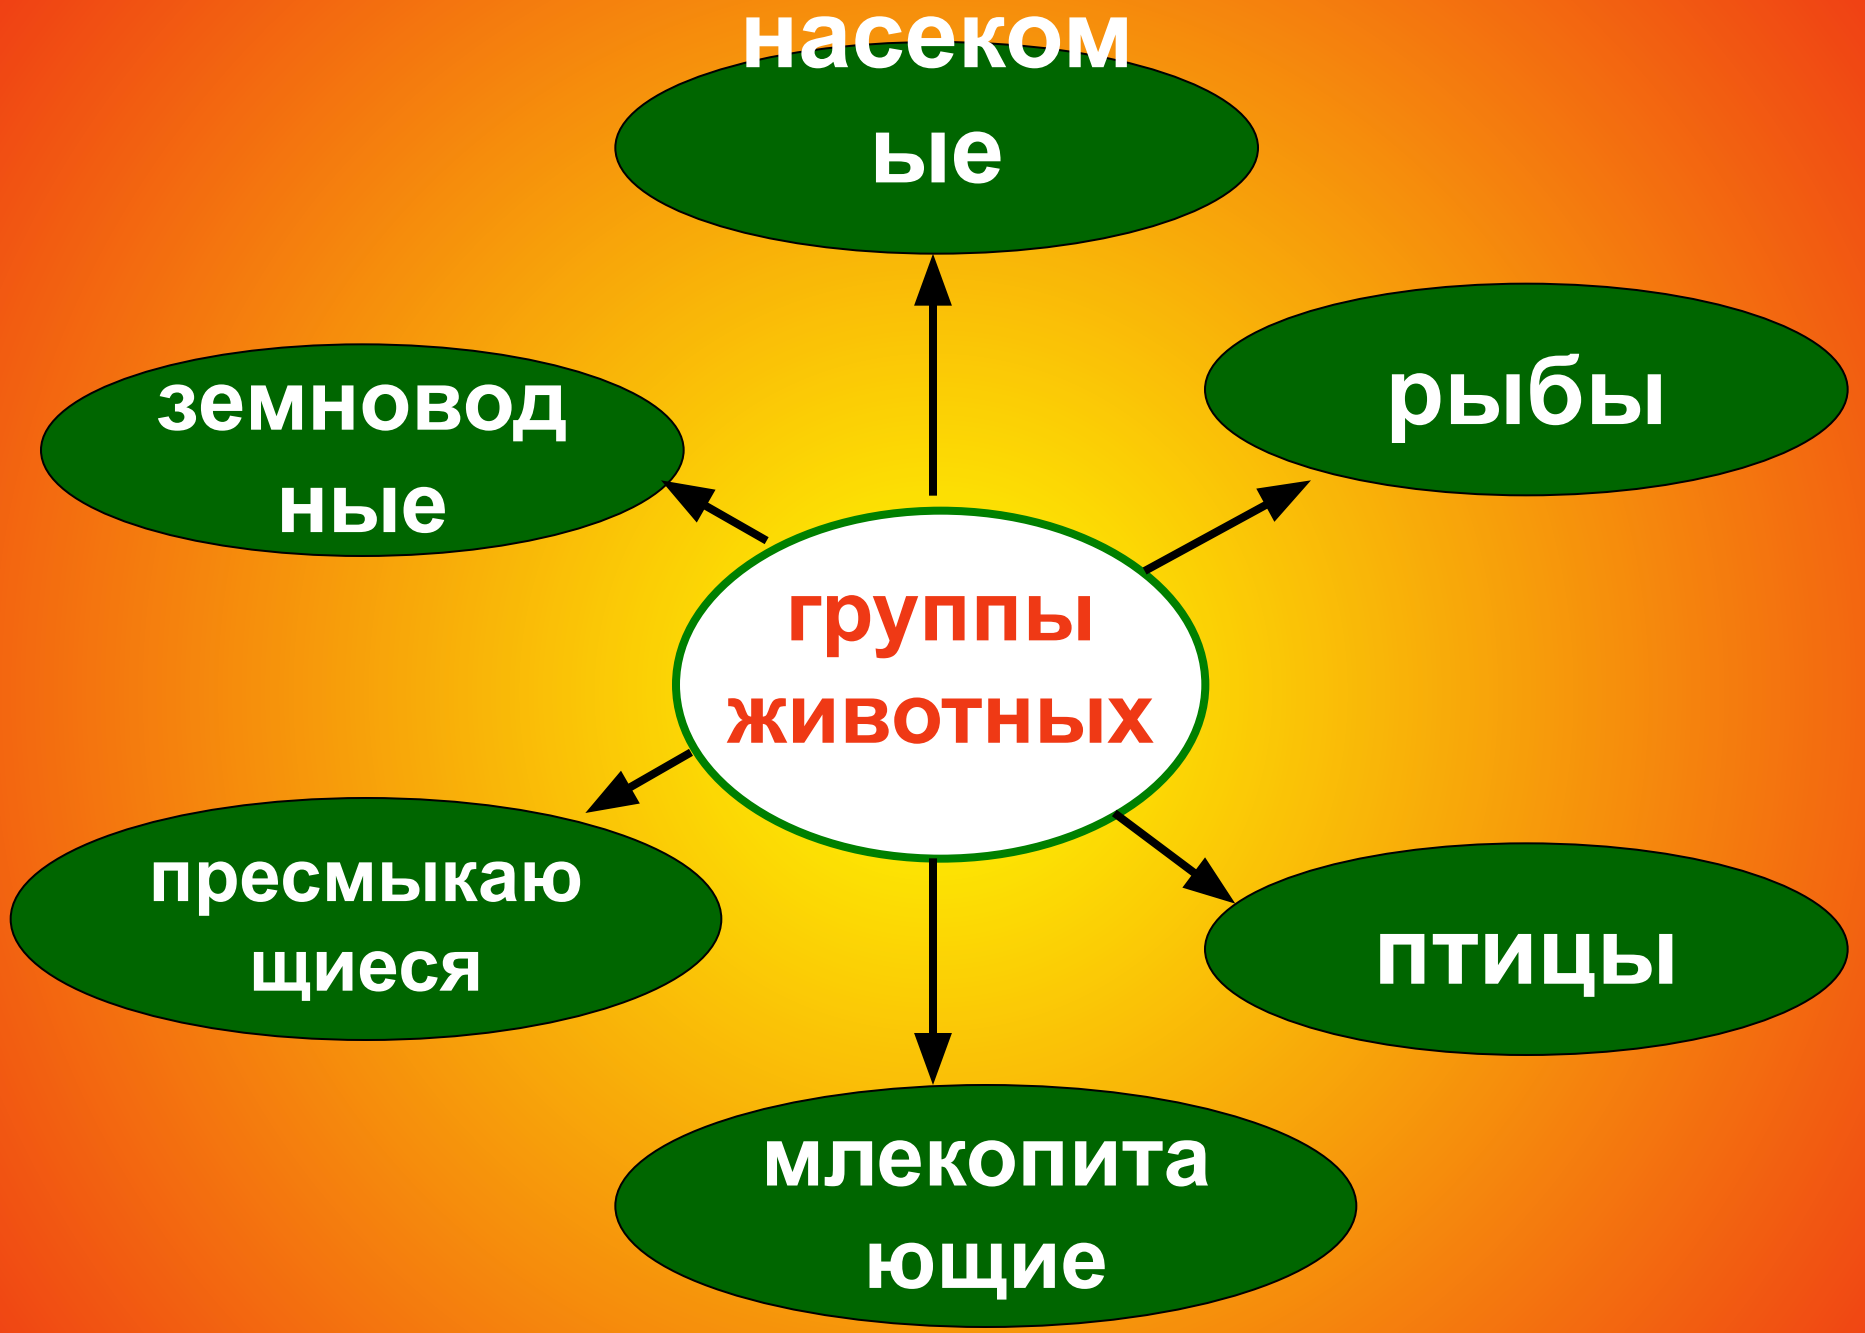 насеком
ые
рыбы
земновод
ные
группы
животных
пресмыкаю
щиеся
птицы
млекопита
ющие